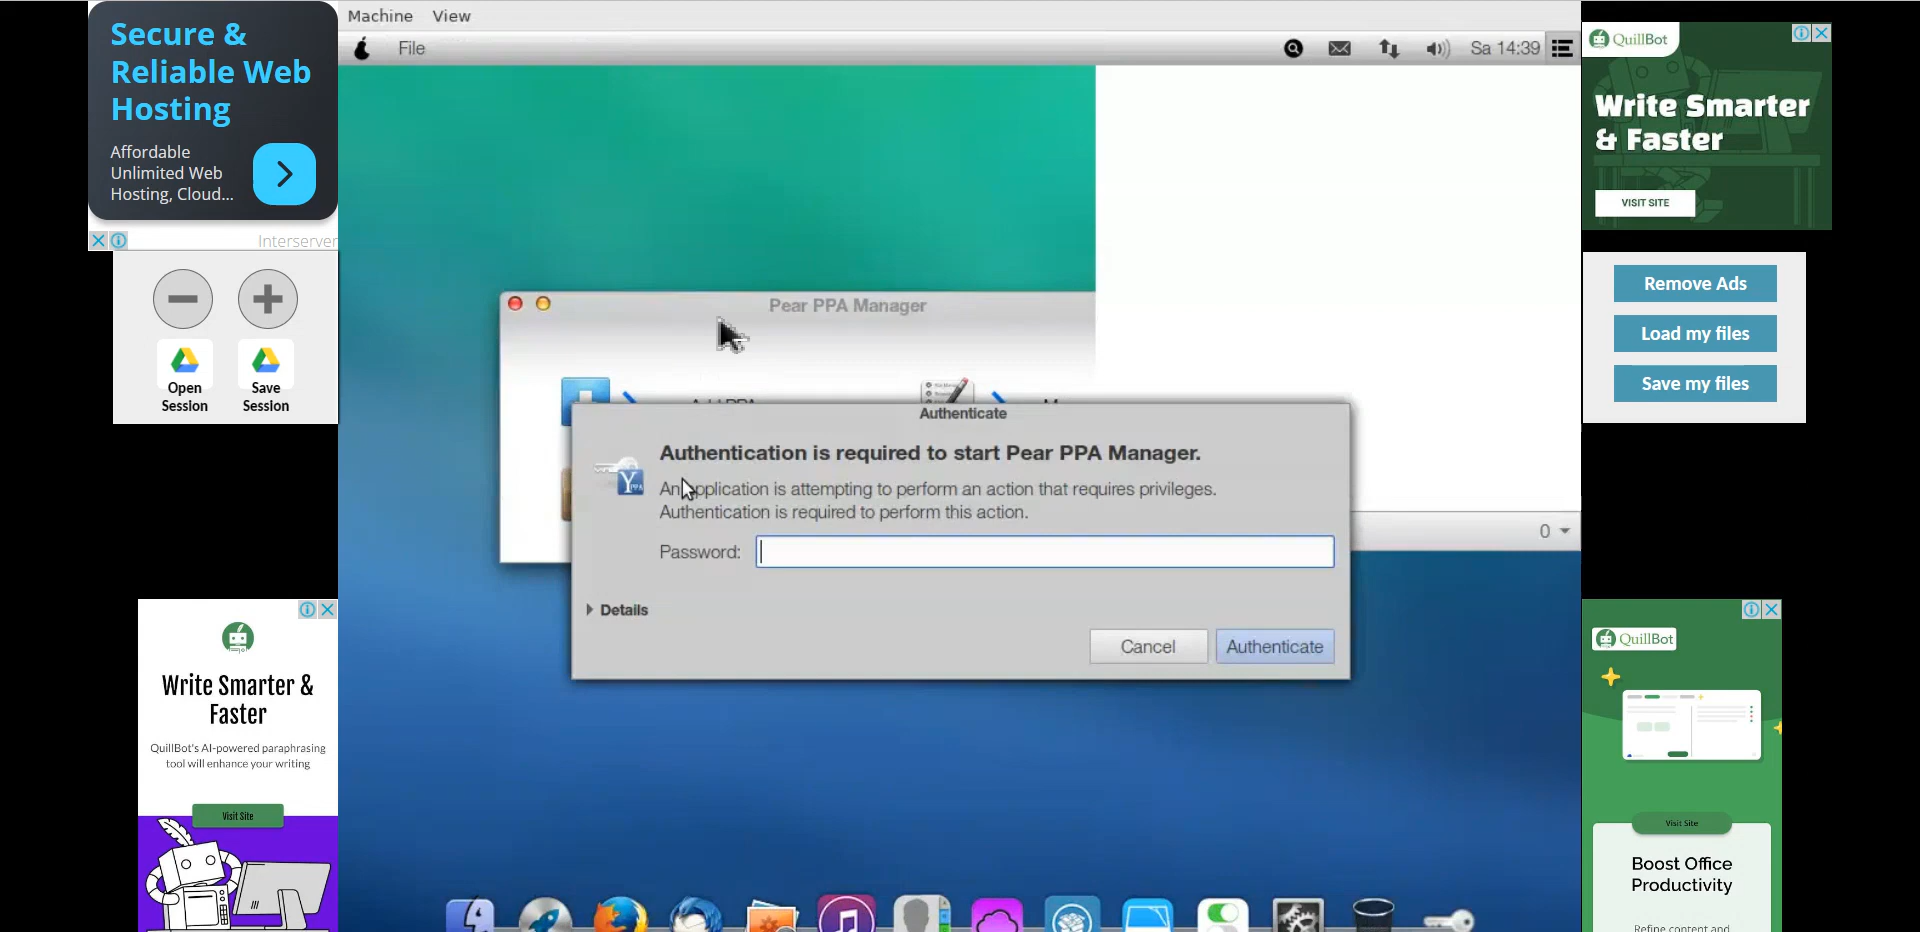 Machine View
File
Sa 14:39
Secure &
Reliable Web
Hosting
Affordable
Unlimited Web
Hosting, Cloud...
Interserver
Open
Session
Save
Session
Write Smarter &
Faster
QuillBot's AI-powered paraphrasing
tool will enhance your writing
Visit Site
Pear PPA Manager
Authenticate
Authentication is required to start Pear PPA Manager.
An application is attempting to perform an action that requires privileges.
Authentication is required to perform this action.
Password:
Details
Cancel Authenticate
0
QuillBot
Write Smarter
& Faster
VISIT SITE
Remove Ads
Load my files
Save my files
QuillBot
Visit Site
Boost Office
Productivity
Refine content and